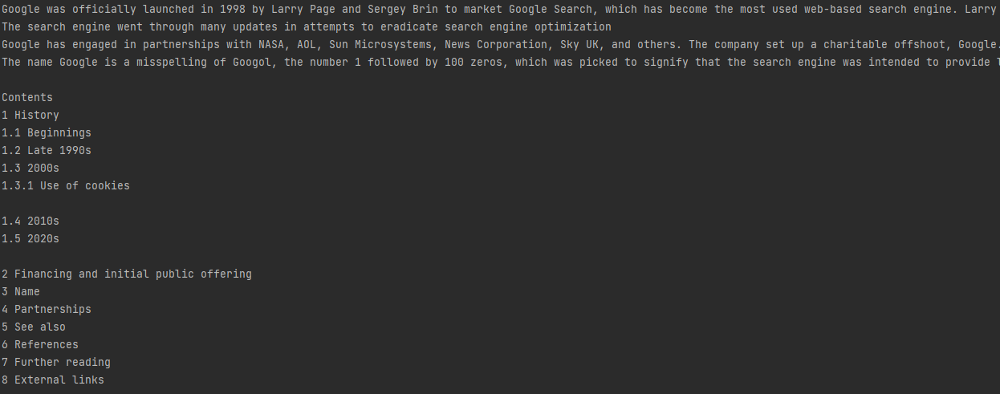 Google was officially launched in 1998 by Larry Page and Sergey Brin to market Google Search, which has become the most used web-based search engine. Larry
The search engine went through many updates in attempts to eradicate search engine optimization
Google has engaged in partnerships with NASA, AOL, Sun Microsystems, News Corporation, Sky UK, and others. The company set up a charitable offshoot, Google.
The name Google is a misspelling of Googol, the number 1 followed by 100 zeros, which was picked to signify that the search engine was intended to provide
Contents
1 History
1.1 Beginnings
1.2 Late 1990s
1.3 2000s
1.3.1 Use of cookies
1.4 2010s
1.5 2020s
2 Financing and initial public offering
3 Name
4 Partnerships
5 See also
6 References
7 Further reading
8 External links